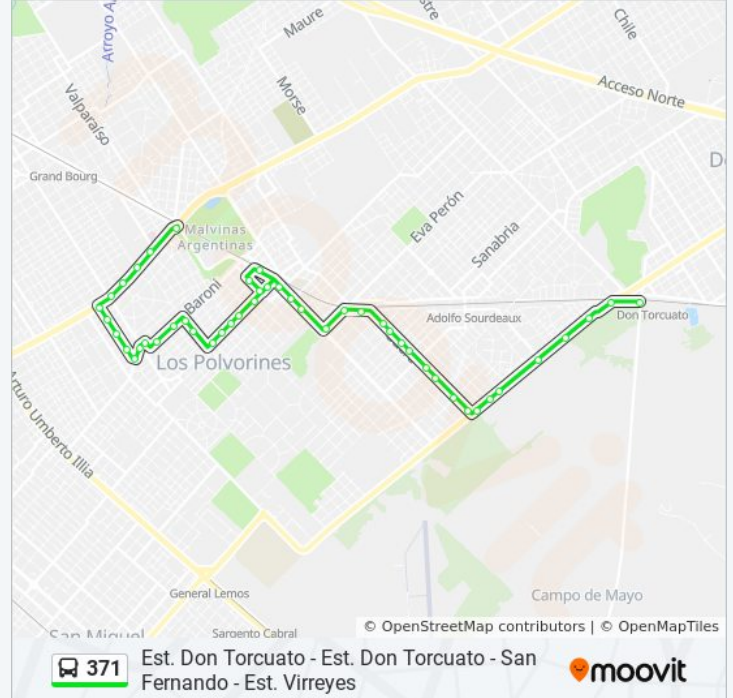 Maure
Chile
Arroyo A
Morse
Acceso Norte
Valparaíso
Grand Bourg
D
Malvinas
Argentinas
Eva Perón
Sanabria
Baroni
Adolfo Sourdeaux
Don Torcuato
Los Polvorines
Arturo Umberto Illia
General Lemos
Campo de Mayo
San Miguel
Sargento Cabral
© OpenStreetMap contributors | © OpenMapTiles
371
Est. Don Torcuato - Est. Don Torcuato - San
Fernando - Est. Virreyes
moovit